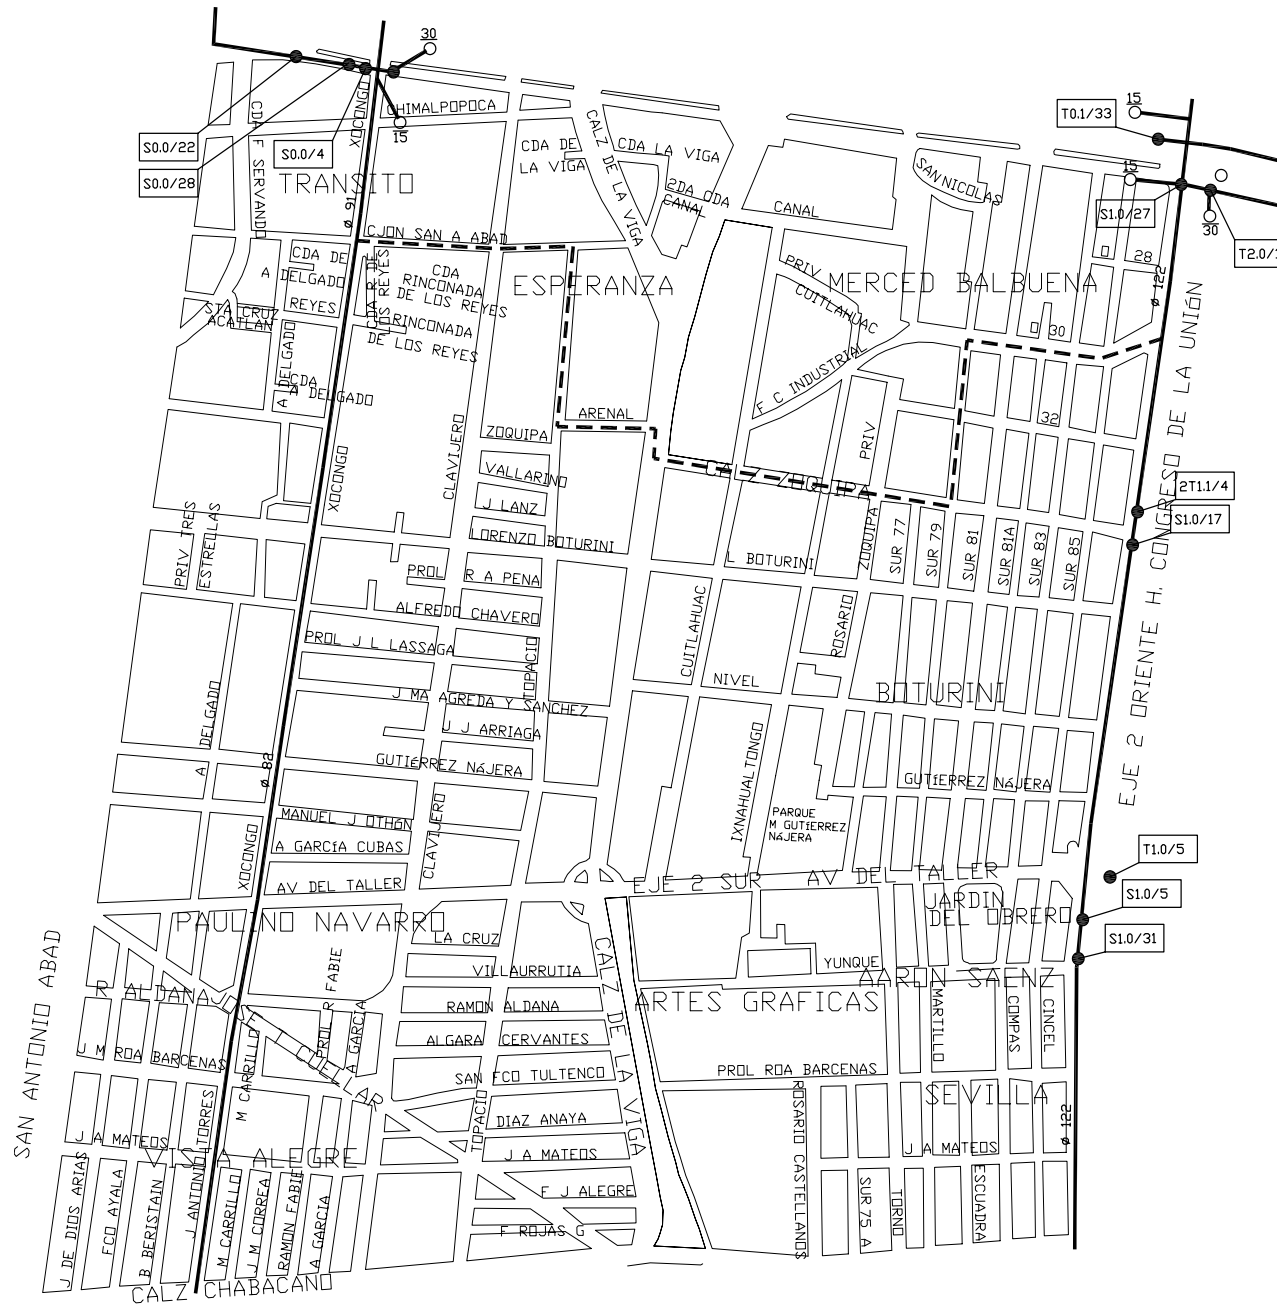 30
CHIMALPOPOCA
15
T0.1/33
15
S0.0/22
S0.0/28
S0.0/4
XOCONGO
CDA F SERVANDO
TRANSITO
CDA DE
LA VIGA
CALZ DE LA VIGA
CDA LA VIGA
2DA CDA
CANAL
CANAL
SAN NICOLAS
15
S1.0/27
30
28
ø 91
ø 122
CJON SAN A ABAD
CDA DE
A DELGADO
REYES
STA CRUZ
ACATLAN
CDA R DE
LOS REYES
CDA
RINCONADA
DE LOS REYES
RINCONADA
DE LOS REYES
ESPERANZA
PRIV
CUITLAHUAC
MERCED BALBUENA
30
F C INDUSTRIAL
A DELGADO
CDA
A DELGADO
ARENAL
32
EJE 2 ORIENTE H. CONGRESO DE LA UNIÓN
XOCONGO
CLAVIJERO
ZOQUIPA
VALLARINO
J LANZ
LORENZO BOTURINI
PRIV
CALZ ZOQUIPA
ZOQUIPA
2T1.1/4
S1.0/17
PRIV TRES
ESTRELLAS
SUR 77
SUR 79
SUR 81
SUR 81A
SUR 83
SUR 85
L BOTURINI
PROL
R A PENA
ALFREDO CHAVERO
PROL J L LASSAGA
TOPACIO
CUITLAHUAC
ROSARIO
NIVEL
BOTURINI
J MA AGREDA Y SANCHEZ
J J ARRIAGA
GUTIÉRREZ NÁJERA
DELGADO
A
ø 82
IXNAHUALTONGO
GUTIERREZ NÁJERA
PARQUE
M GUTIERREZ
NÁJERA
MANUEL J OTHÓN
A GARCÍA CUBAS
AV DEL TALLER
XOCONGO
CLAVIJERO
EJE 2 SUR AV DEL TALLER
T1.0/5
S1.0/5
S1.0/31
JARDIN
DEL OBRERO
PAULINO NAVARRO
LA CRUZ
VILLAURRUTIA
RAMON ALDANA
ALGARA CERVANTES
SAN FCO TULTENCO
YUNQUE
AARON SAENZ
ARTES GRAFICAS
CALZ DE LA VIGA
SAN ANTONIO ABAD
R ALDANA
PROL R FABIE
A GARCIA
MARTILLO
COMPAS
CINCEL
J M ROA BARCENAS
M CARRILLO
PROL ROA BARCENAS
SEVILLA
ø 122
TOPACIO
DIAZ ANAYA
J A MATEOS
F J ALEGRE
F ROJAS G
ROSARIO CASTELLANOS
J A MATEOS
J A MATEOS
J ANTONIO TORRES
VISTA ALEGRE
J DE DIOS ARIAS
FCO AYALA
B BERISTAIN
M CARRILLO
J M CORREA
RAMON FABIE
A GARCIA
SUR 75 A
TORNO
ESCUADRA
CALZ CHABACANO